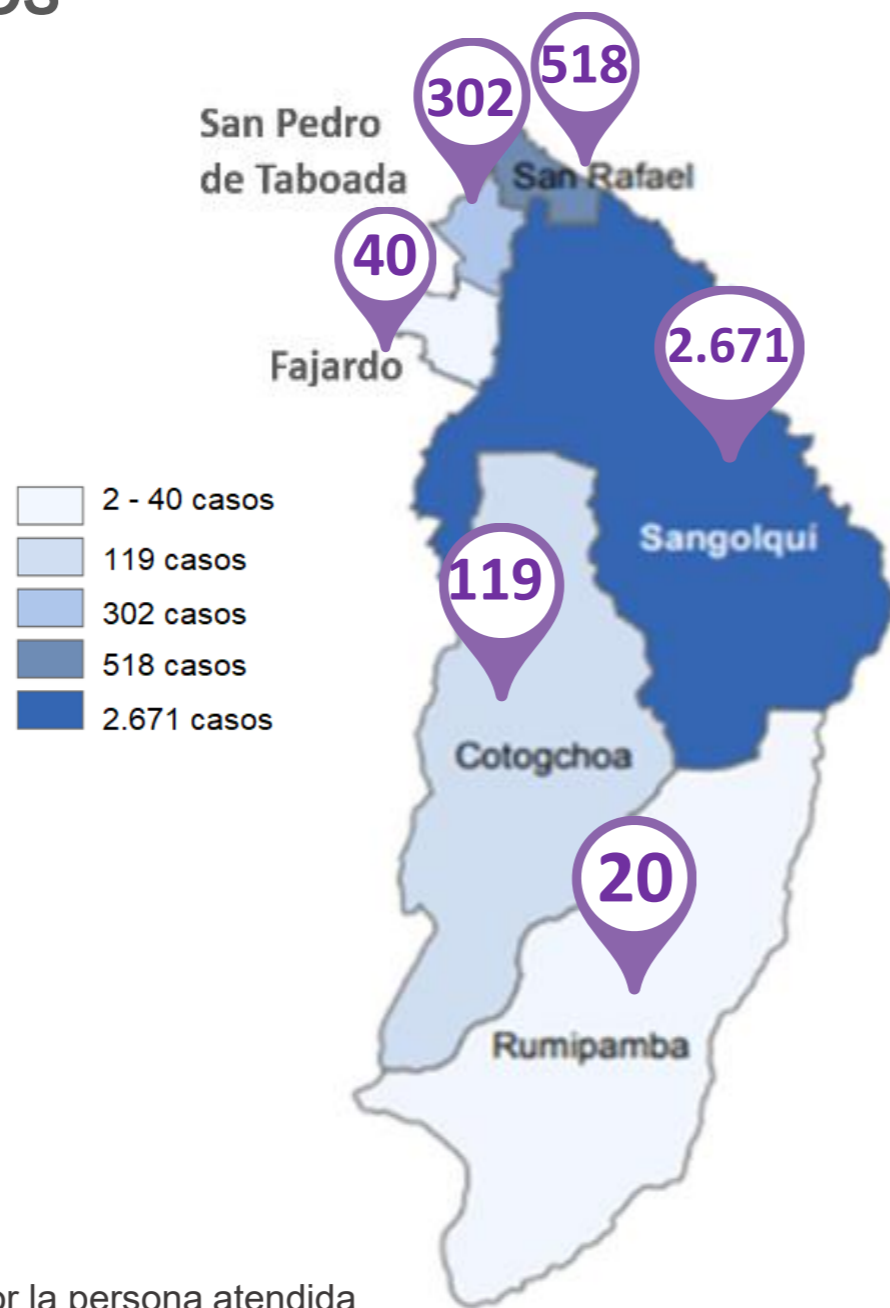 OS
302
518
San Pedro
de Taboada
San Rafael
40
Fajardo
2.671
2 - 40 casos
119 casos
302 casos
518 casos
2.671 casos
Sangolquí
119
Cotogchoa
20
Rumipamba
or la persona atendida